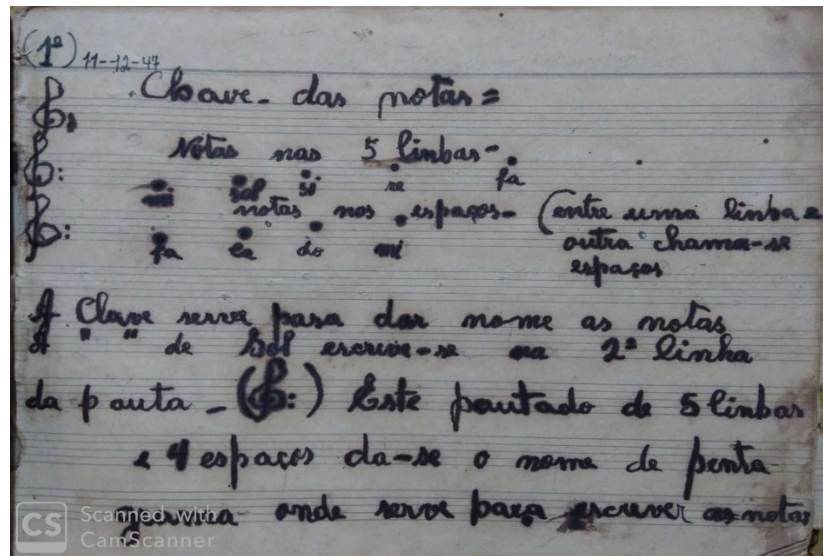 (1º) 11-12-47
Chave - das notas =
Notas nas 5 linhas -
mi sol si re fa
notas nos espaços - (entre uma linha e
fa la do mi outra chama-se
espaços
A Clave serve para dar nome as notas
A " " de Sol escreve-se na 2ª linha
da pauta - ( :) Este pautado de 5 linhas
e 4 espaços da-se o nome de penta-
grama onde serve para escrever as notas
CS Scanned with
CamScanner